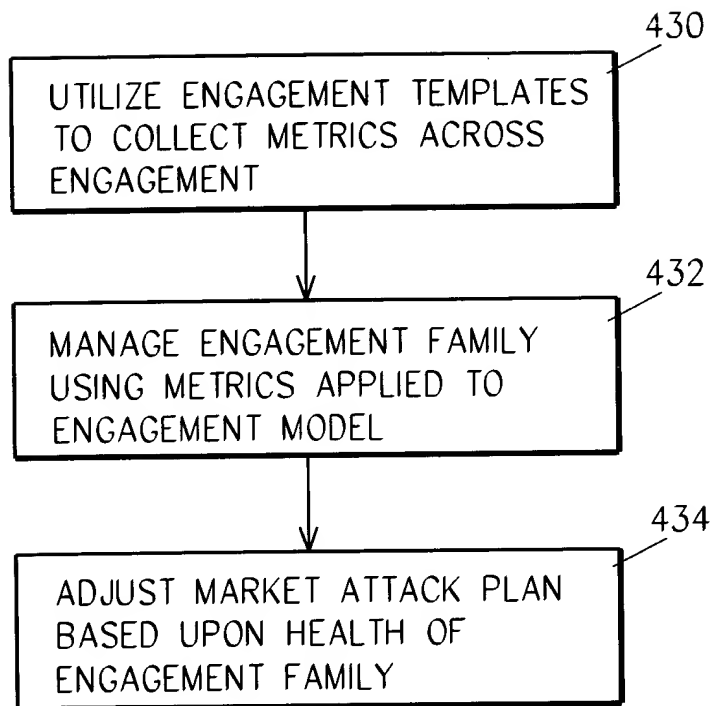 430
UTILIZE ENGAGEMENT TEMPLATES
TO COLLECT METRICS ACROSS
ENGAGEMENT
432
MANAGE ENGAGEMENT FAMILY
USING METRICS APPLIED TO
ENGAGEMENT MODEL
434
ADJUST MARKET ATTACK PLAN
BASED UPON HEALTH OF
ENGAGEMENT FAMILY